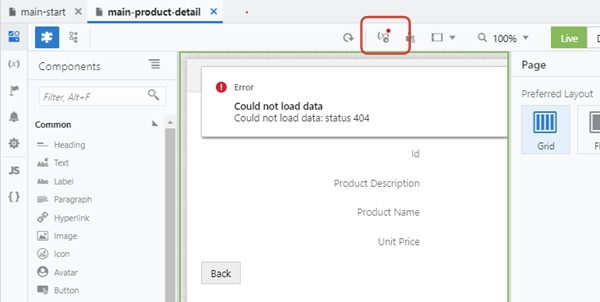 main-start
main-product-detail
(x)
100%
Live
Components
Filter, Alt+F
Common
Heading
Abc
Text
Abc
Label
Paragraph
Hyperlink
Image
Icon
Avatar
Button
JS
{ }
Error
Could not load data
Could not load data: status 404
Id
Product Description
Product Name
Unit Price
Back
Page
Preferred Layout
Grid